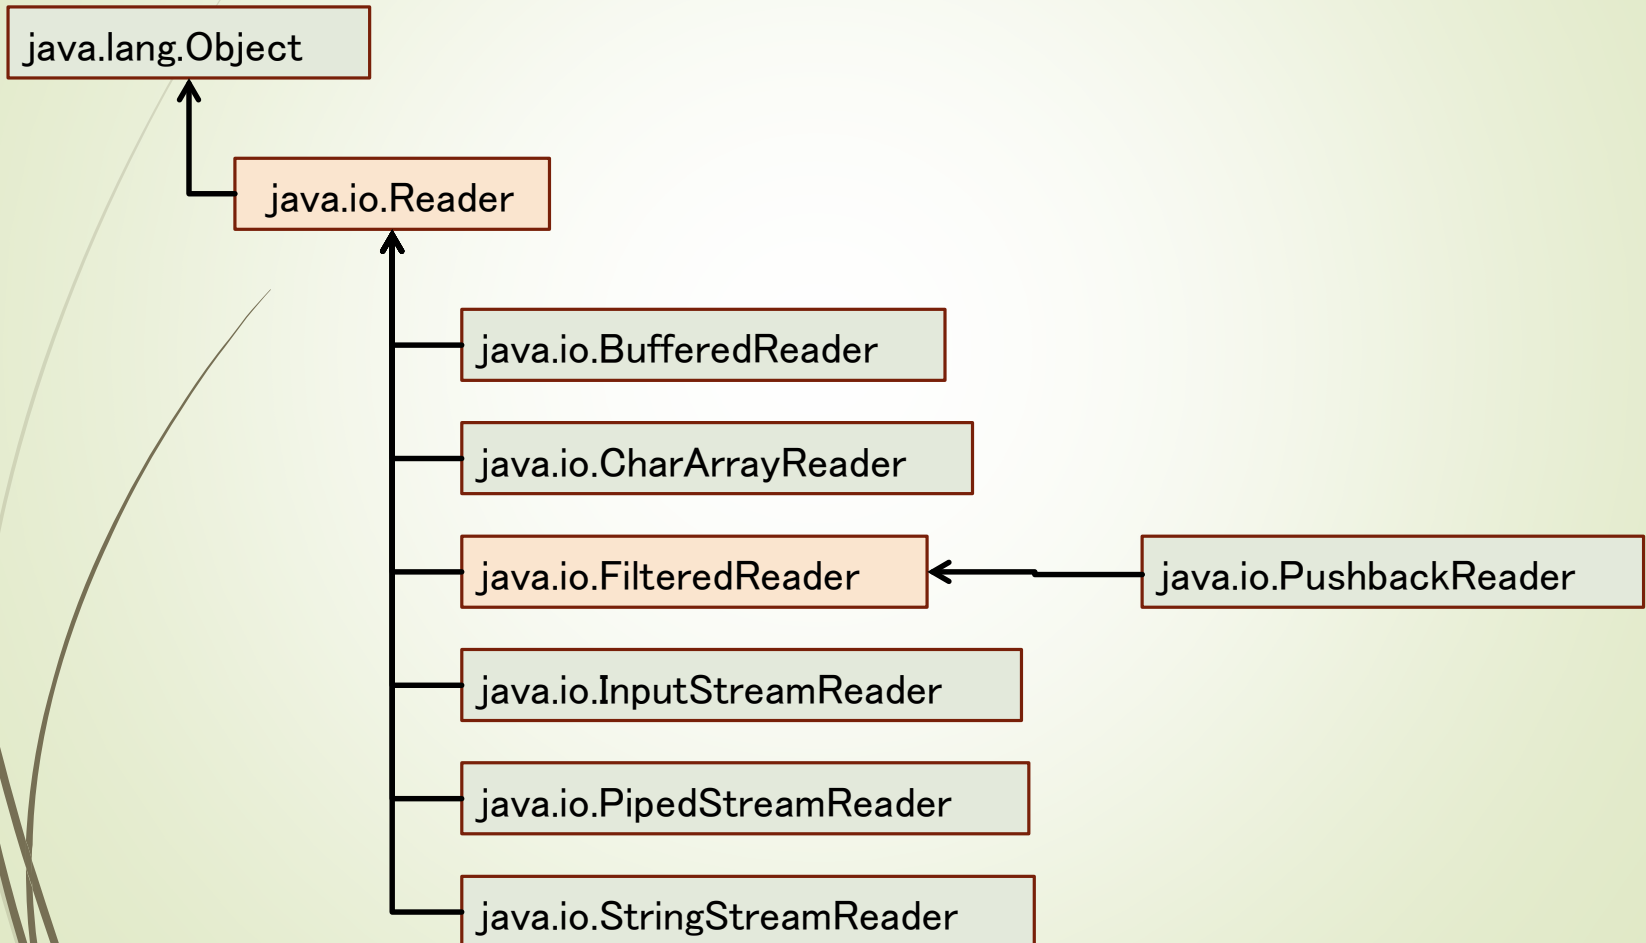 java.lang.Object
java.io.Reader
java.io.BufferedReader
java.io.CharArrayReader
java.io.FilteredReader
java.io.PushbackReader
java.io.InputStreamReader
java.io.PipedStreamReader
java.io.StringStreamReader